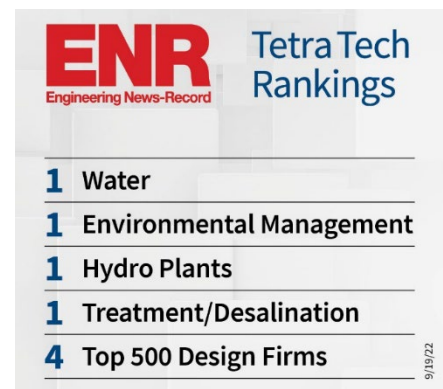 ENR
Engineering News-Record
Tetra Tech
Rankings
1 Water
1 Environmental Management
1 Hydro Plants
1 Treatment/Desalination
4 Top 500 Design Firms
9/19/22